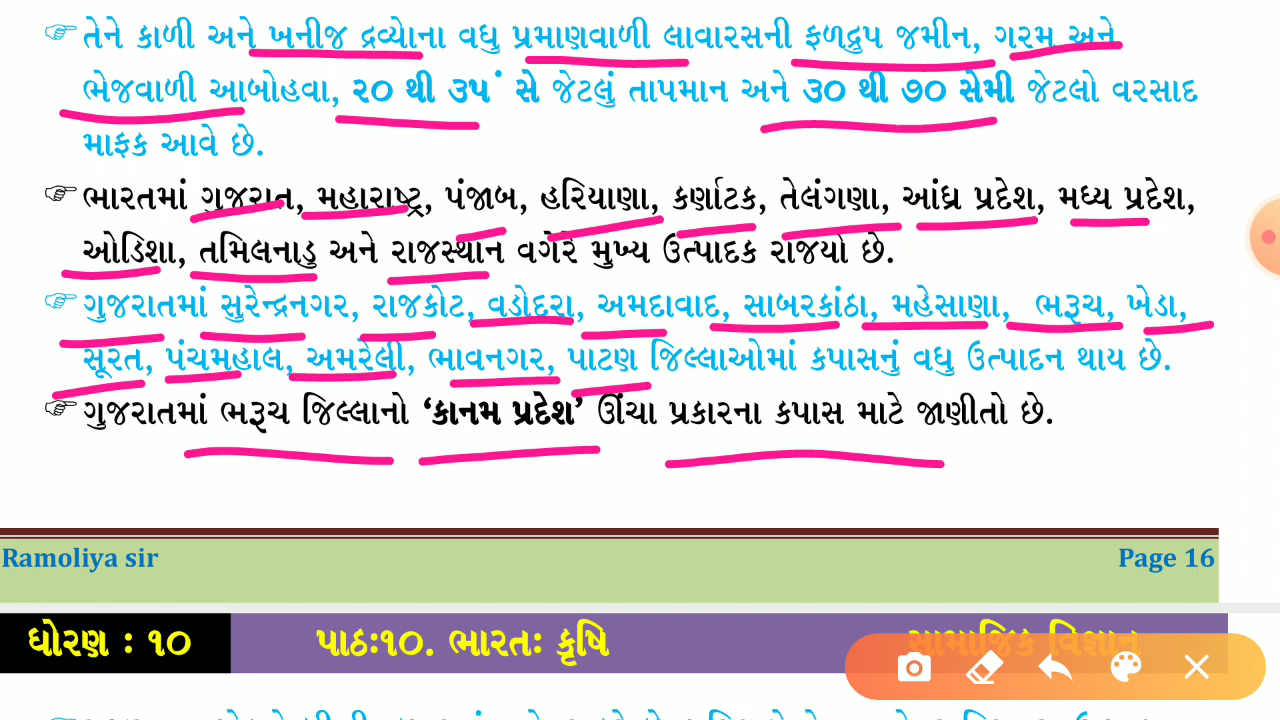 ☞ તેને કાળી અને ખનીજ દ્રવ્યોના વધુ પ્રમાણવાળી લાવારસની ફળદ્રુપ જમીન, ગરમ અને
ભેજવાળી આબોહવા, ૨૦ થી ૩૫ ં સે જેટલું તાપમાન અને ૩૦ થી ૭૦ સેમી જેટલો વરસાદ
માફક આવે છે.
☞ ભારતમાં ગુજરાત, મહારાષ્ટ્ર, પંજાબ, હરિયાણા, કર્ણાટક, તેલંગણા, આંધ્ર પ્રદેશ, મધ્ય પ્રદેશ,
ઓડિશા, તમિલનાડુ અને રાજસ્થાન વગેરે મુખ્ય ઉત્પાદક રાજયો છે.
☞ ગુજરાતમાં સુરેન્દ્રનગર, રાજકોટ, વડોદરા, અમદાવાદ, સાબરકાંઠા, મહેસાણા, ભરૂચ, ખેડા,
સૂરત, પંચમહાલ, અમરેલી, ભાવનગર, પાટણ જિલ્લાઓમાં કપાસનું વધુ ઉત્પાદન થાય છે.
☞ ગુજરાતમાં ભરૂચ જિલ્લાનો ‘કાનમ પ્રદેશ’ ઊંચા પ્રકારના કપાસ માટે જાણીતો છે.
Ramoliya sir Page 16
ધોરણ : ૧૦ પાઠઃ૧૦. ભારતઃ કૃષિ સામાજિક વિજ્ઞાન